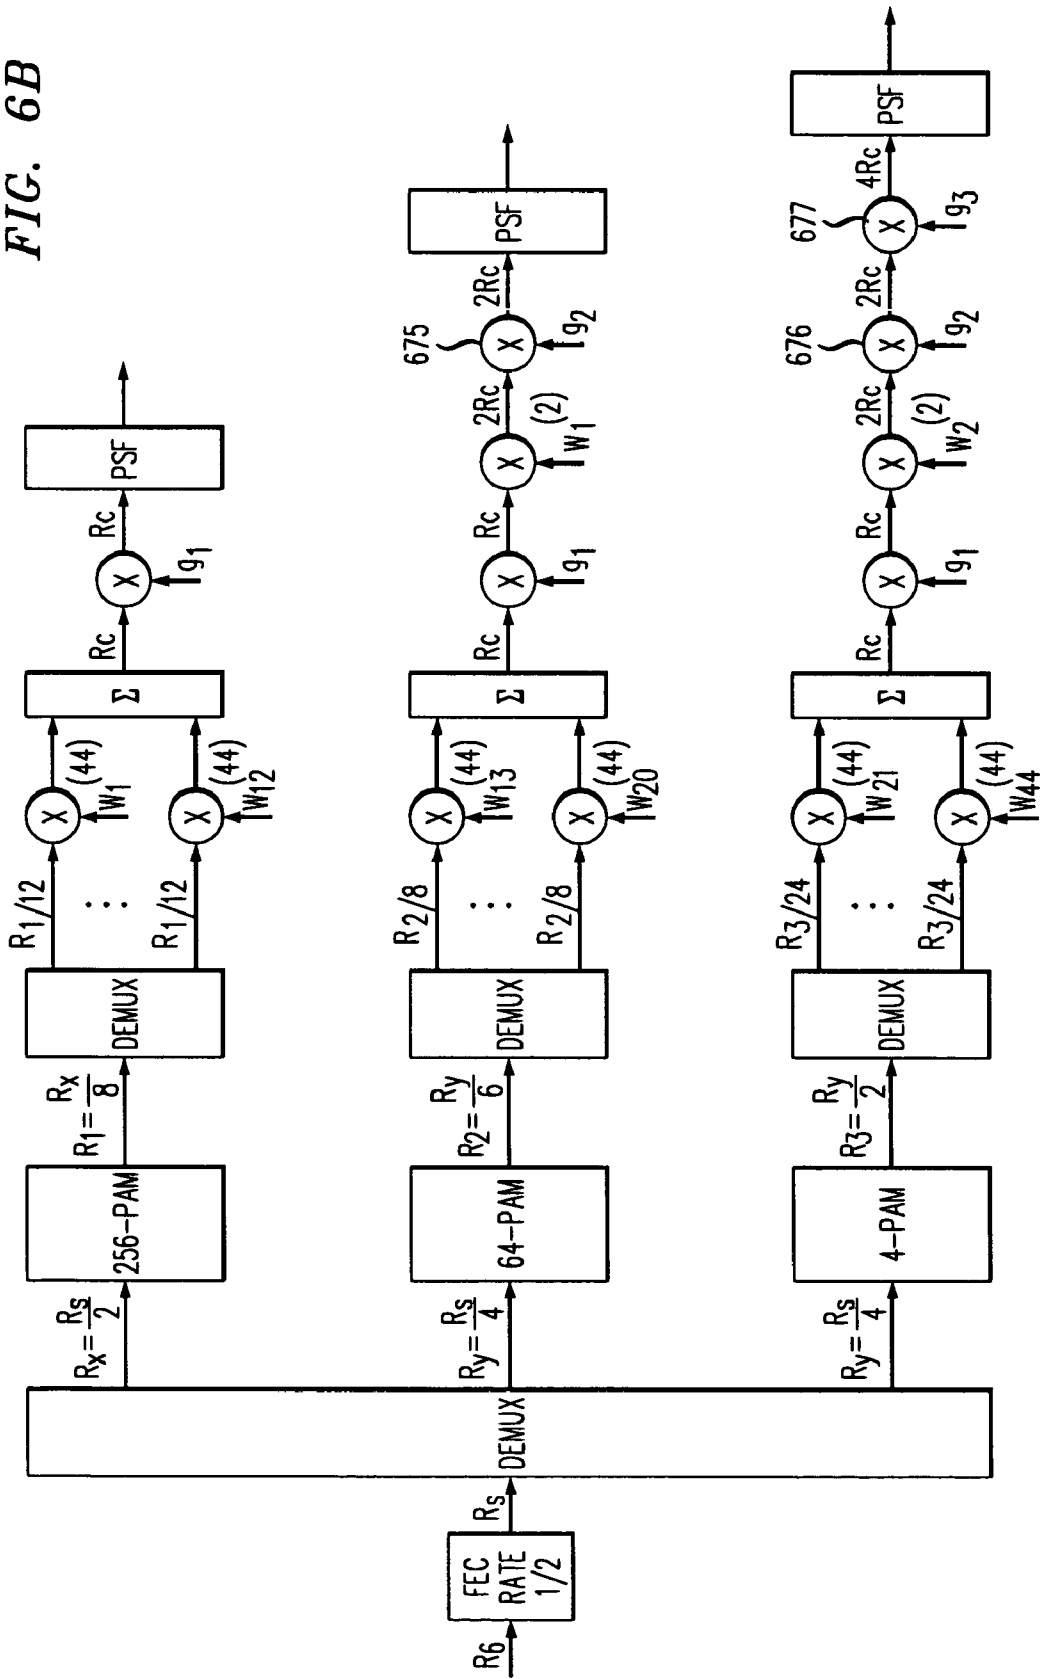 FIG. 6B
R6
FEC
RATE
1/2
Rs
DEMUX
Rx=Rs/2
256-PAM
R1=Rx/8
DEMUX
R1/12
...
R1/12
X
W1
(44)
X
W12
(44)
Σ
Rc
X
g1
Rc
PSF
Ry=Rs/4
64-PAM
R2=Ry/6
DEMUX
R2/8
...
R2/8
X
W13
(44)
X
W20
(44)
Σ
Rc
X
g1
Rc
X
W1
(2)
2Rc
675
X
g2
2Rc
PSF
Ry=Rs/4
4-PAM
R3=Ry/2
DEMUX
R3/24
...
R3/24
X
W21
(44)
X
W44
(44)
Σ
Rc
X
g1
Rc
X
W2
(2)
2Rc
676
X
g2
2Rc
677
X
g3
4Rc
PSF